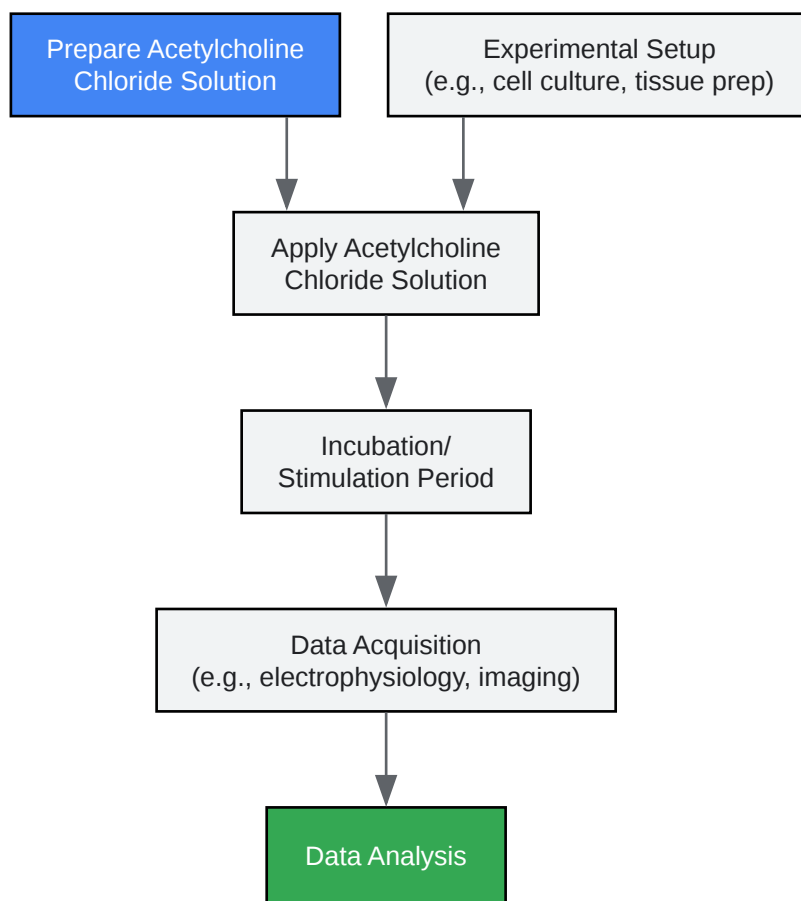 Prepare Acetylcholine
Chloride Solution
Experimental Setup
(e.g., cell culture, tissue prep)
Apply Acetylcholine
Chloride Solution
Incubation/
Stimulation Period
Data Acquisition
(e.g., electrophysiology, imaging)
Data Analysis